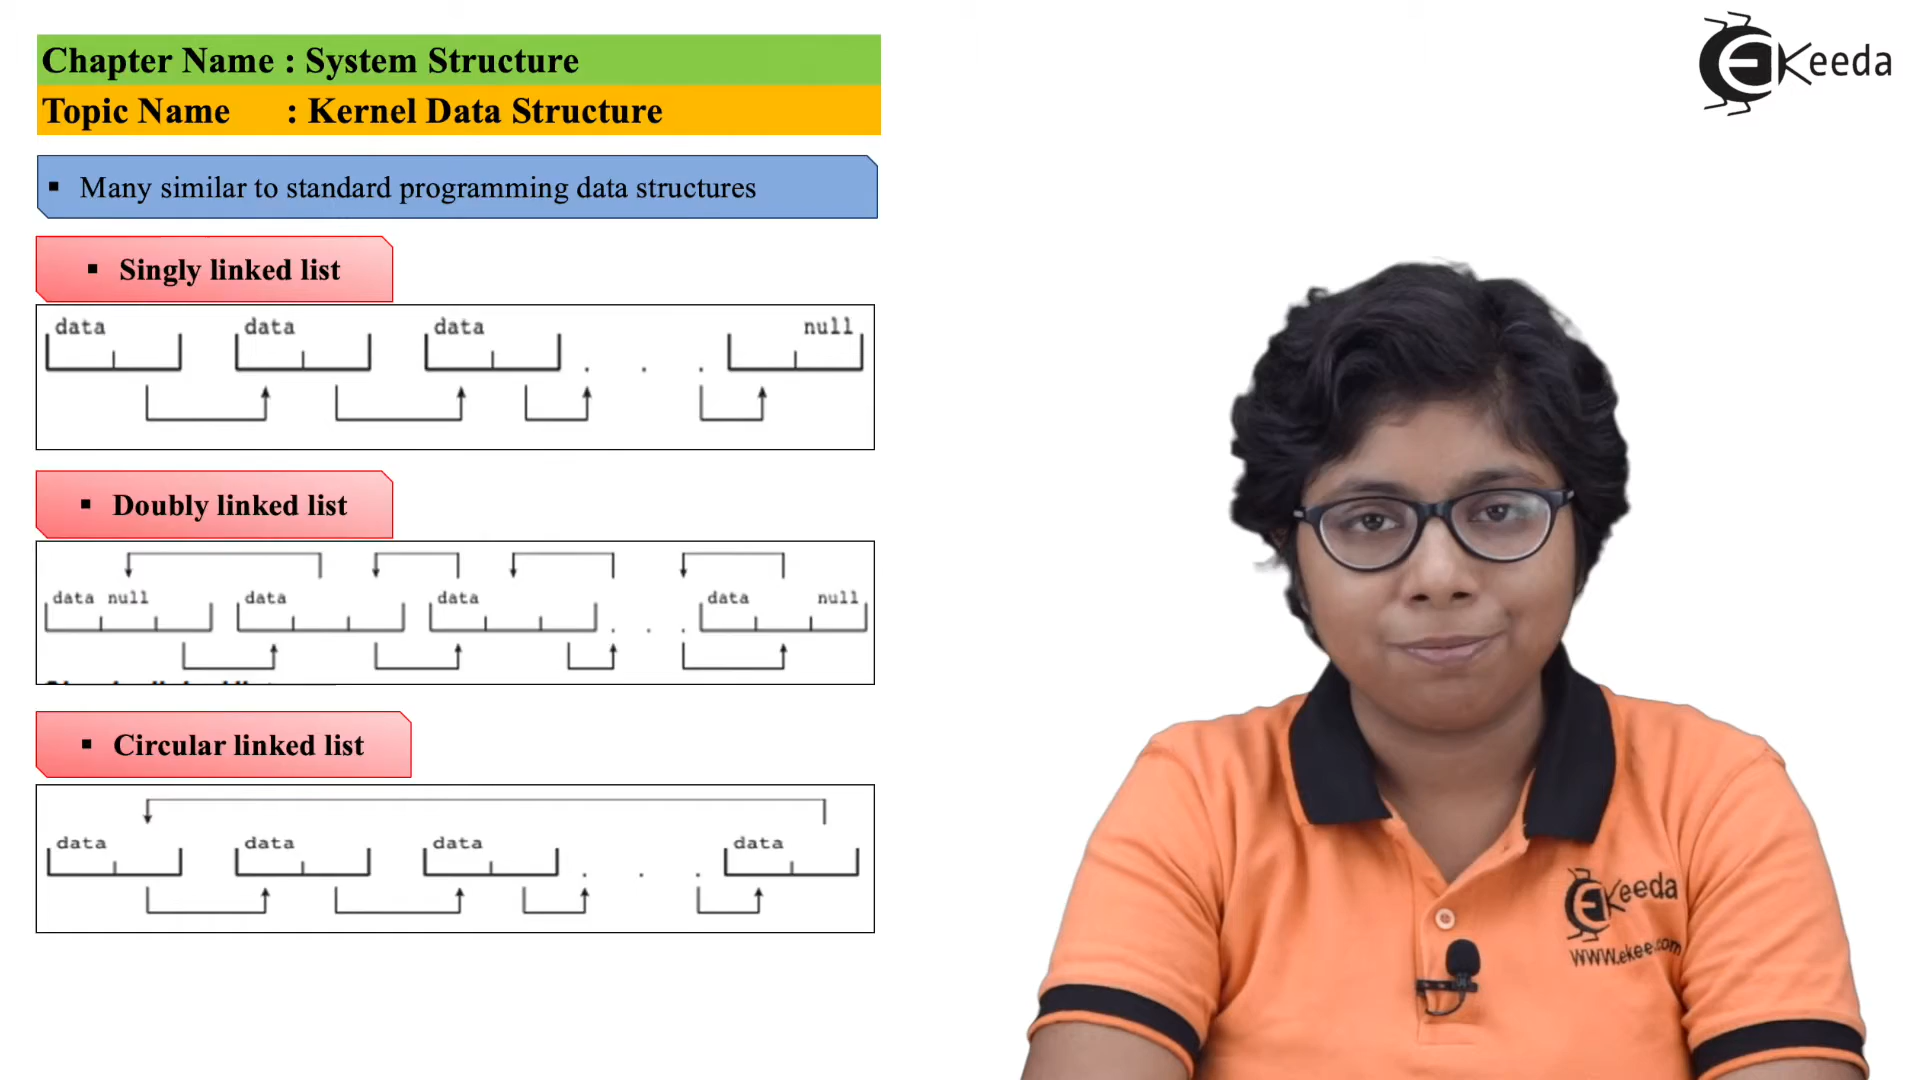 Chapter Name : System Structure
Topic Name : Kernel Data Structure
▪ Many similar to standard programming data structures
▪ Singly linked list
data data data null
▪ Doubly linked list
data null data data data null
▪ Circular linked list
data data data data
EKeeda
EKeeda